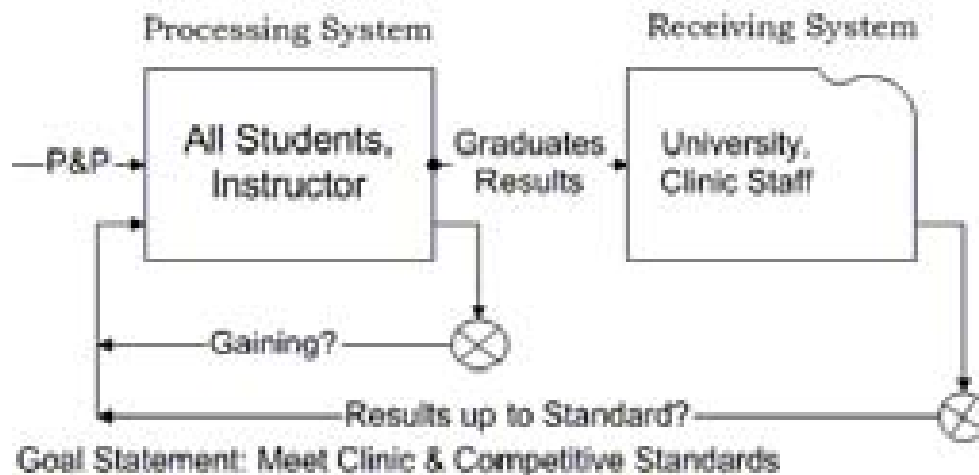 Processing System
Receiving System
P&P
All Students,
Instructor
Graduates
Results
University,
Clinic Staff
Gaining?
Results up to Standard?
Goal Statement: Meet Clinic & Competitive Standards